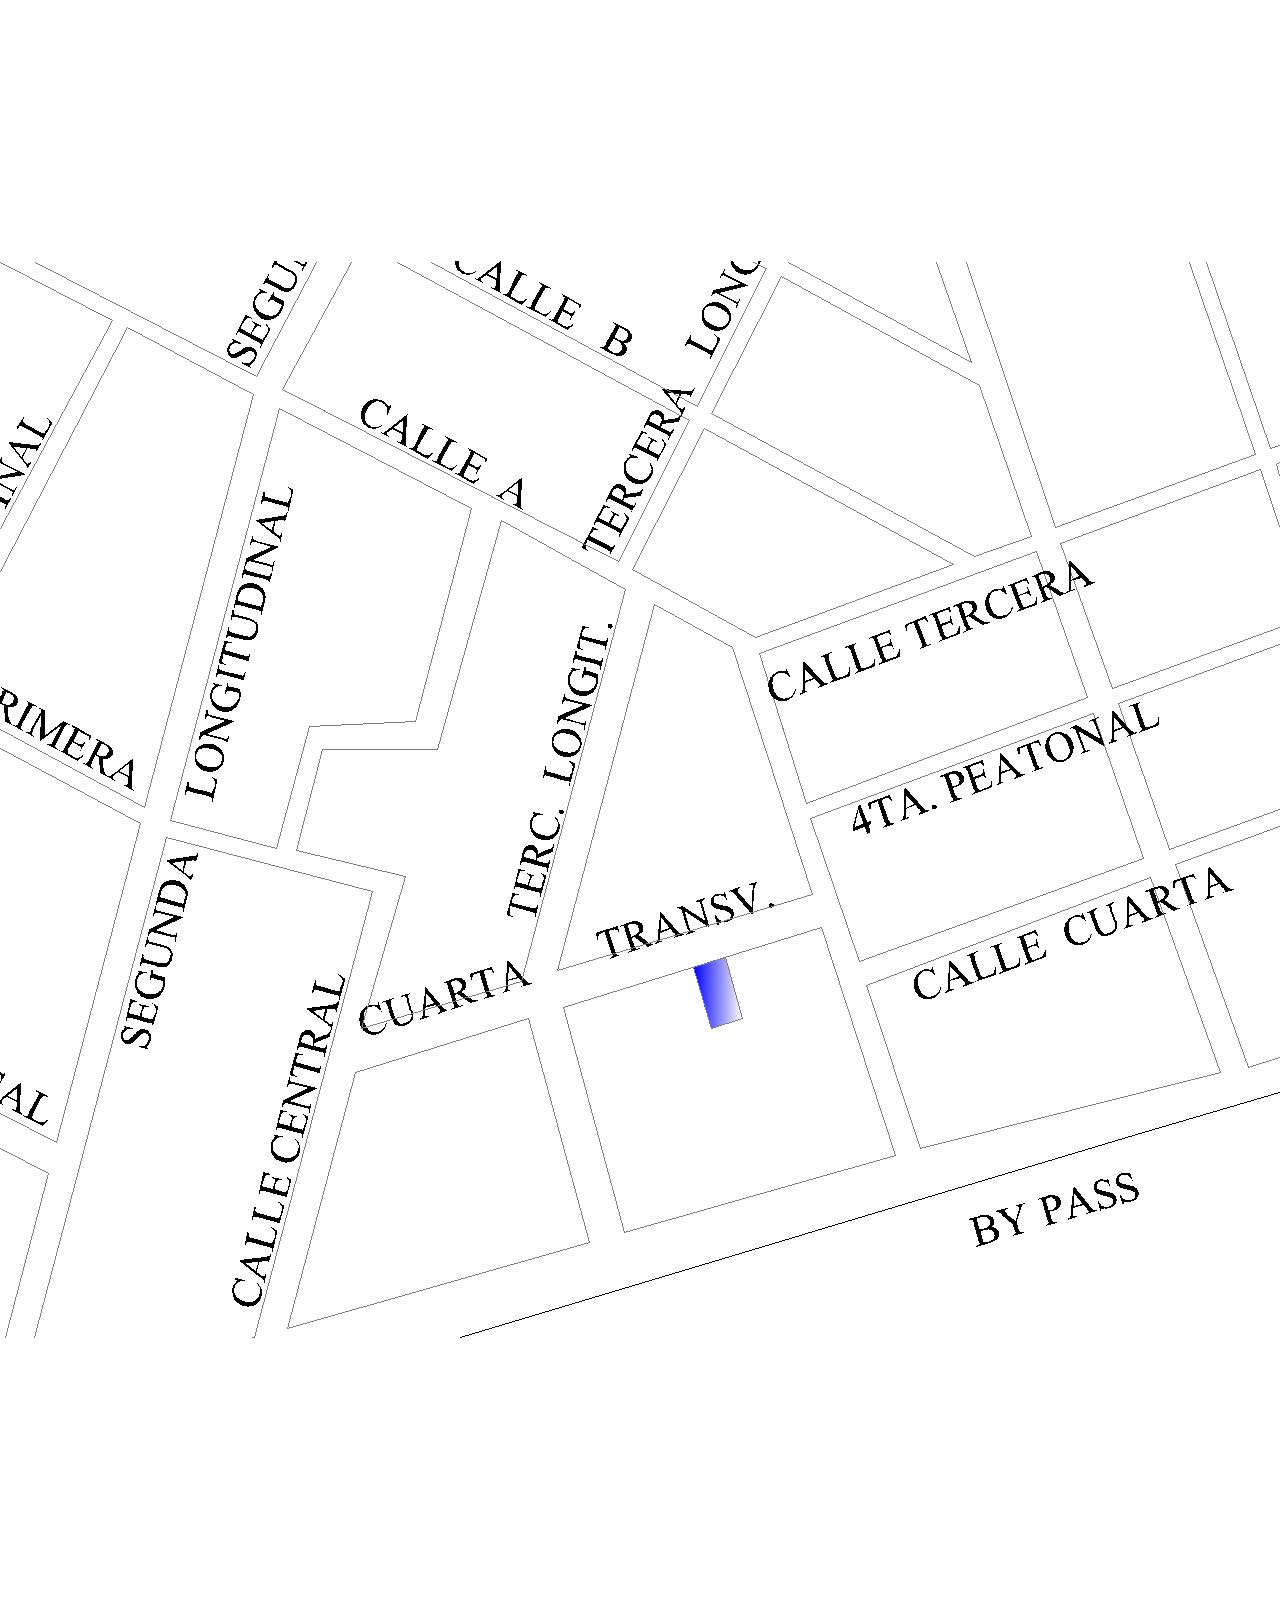 CALLE B
CALLE A
TERCERA
LONGITUDINAL
TERC. LONGIT.
CALLE TERCERA
4TA. PEATONAL
SEGUNDA
CUARTA TRANSV.
CALLE CUARTA
CALLE CENTRAL
BY PASS